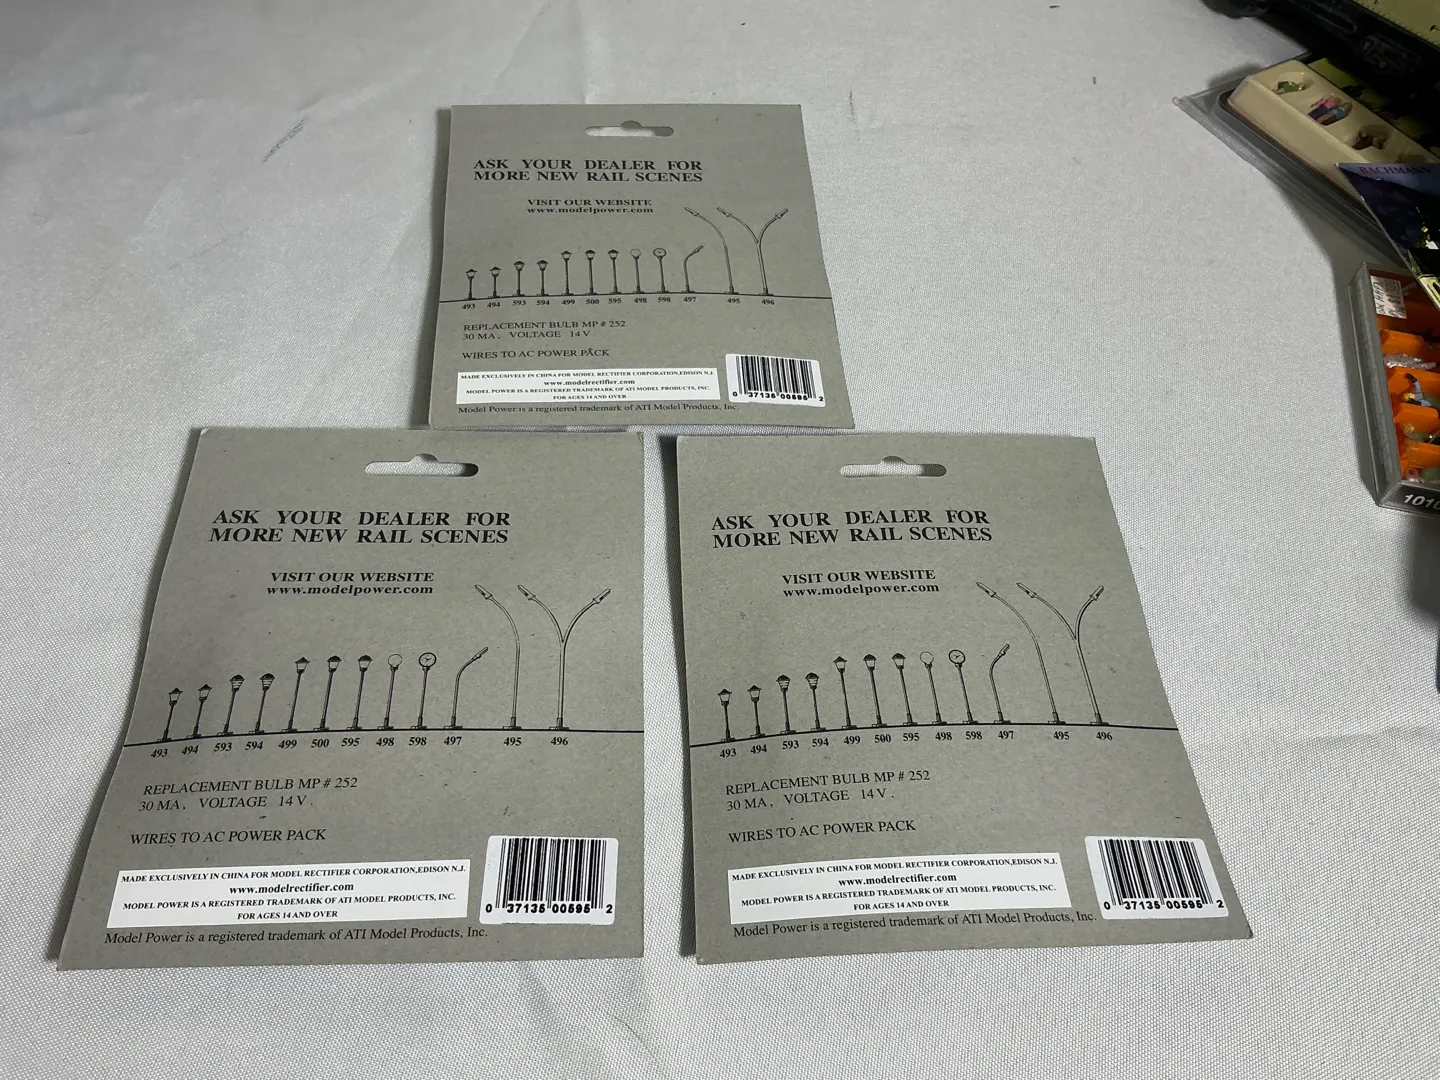 ASK YOUR DEALER FOR
MORE NEW RAIL SCENES
VISIT OUR WEBSITE
www.modelpower.com
493 494 593 594 499 500 595 498 598 497 495 496
REPLACEMENT BULB MP # 252
30 MA, VOLTAGE 14 V
WIRES TO AC POWER PACK
MADE EXCLUSIVELY IN CHINA FOR MODEL RECTIFIER CORPORATION,EDISON N.J.
www.modelrectifier.com
MODEL POWER IS A REGISTERED TRADEMARK OF ATI MODEL PRODUCTS, INC.
FOR AGES 14 AND OVER
Model Power is a registered trademark of ATI Model Products, Inc.
0 37135 00595 2
ASK YOUR DEALER FOR
MORE NEW RAIL SCENES
VISIT OUR WEBSITE
www.modelpower.com
493 494 593 594 499 500 595 498 598 497 495 496
REPLACEMENT BULB MP # 252
30 MA, VOLTAGE 14 V .
WIRES TO AC POWER PACK
MADE EXCLUSIVELY IN CHINA FOR MODEL RECTIFIER CORPORATION,EDISON N.J.
www.modelrectifier.com
MODEL POWER IS A REGISTERED TRADEMARK OF ATI MODEL PRODUCTS, INC.
FOR AGES 14 AND OVER
Model Power is a registered trademark of ATI Model Products, Inc.
0 37135 00595 2
ASK YOUR DEALER FOR
MORE NEW RAIL SCENES
VISIT OUR WEBSITE
www.modelpower.com
493 494 593 594 499 500 595 498 598 497 495 496
REPLACEMENT BULB MP # 252
30 MA, VOLTAGE 14 V .
WIRES TO AC POWER PACK
MADE EXCLUSIVELY IN CHINA FOR MODEL RECTIFIER CORPORATION,EDISON N.J.
www.modelrectifier.com
MODEL POWER IS A REGISTERED TRADEMARK OF ATI MODEL PRODUCTS, INC.
FOR AGES 14 AND OVER
Model Power is a registered trademark of ATI Model Products, Inc.
0 37135 00595 2
BACHMANN